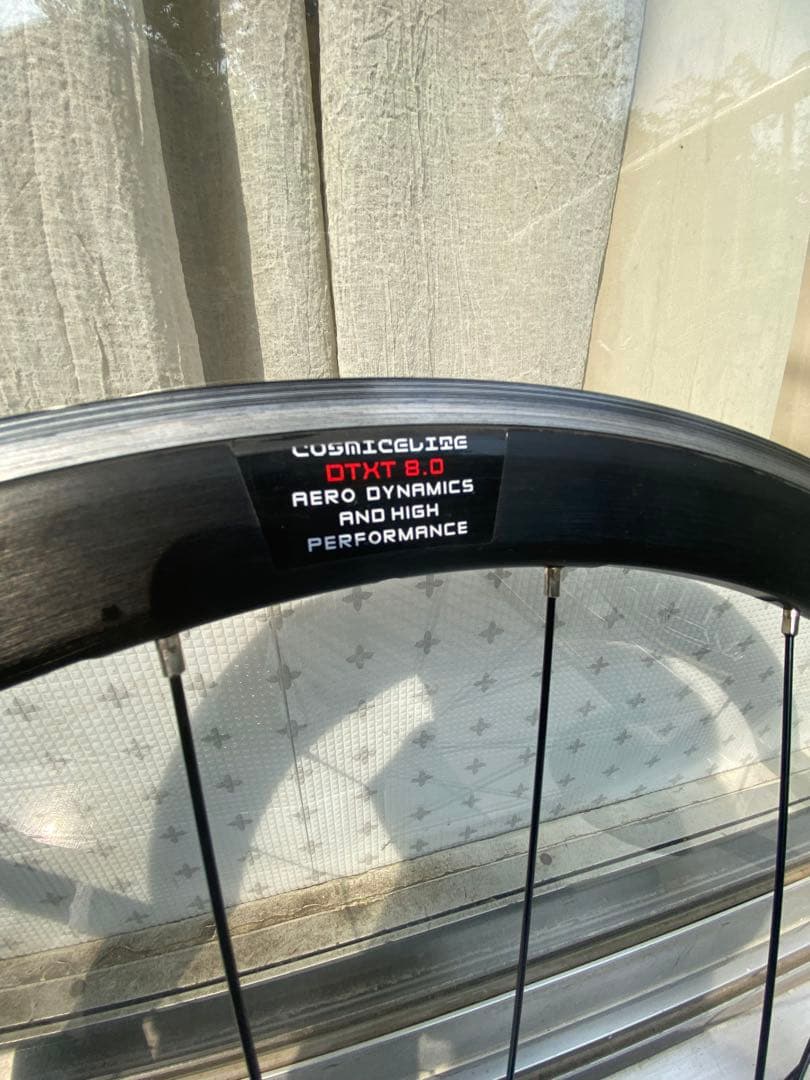 COSMICELITE
DTXT 8.0
AERO DYNAMICS
AND HIGH
PERFORMANCE